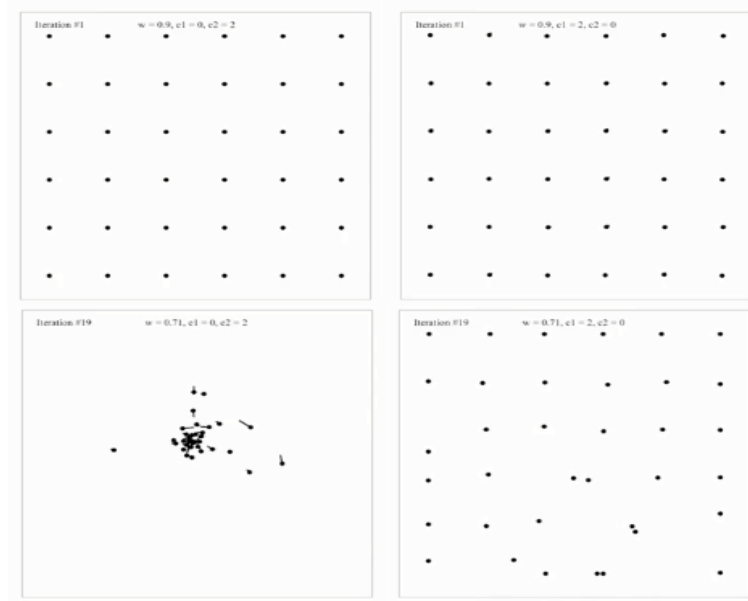 Iteration #1 w = 0.9, c1 = 0, c2 = 2
Iteration #1 w = 0.9, c1 = 2, c2 = 0
Iteration #19 w = 0.71, c1 = 0, c2 = 2
Iteration #19 w = 0.71, c1 = 2, c2 = 0